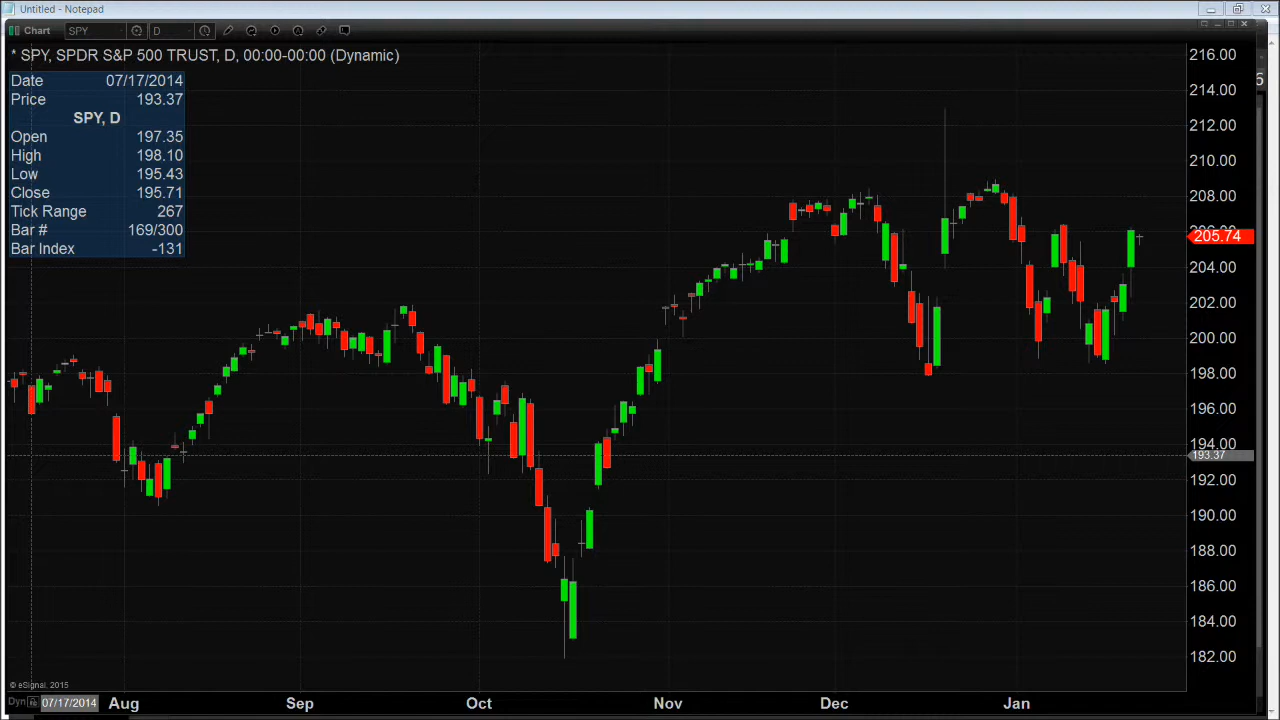 Untitled - Notepad
Chart SPY D
* SPY, SPDR S&P 500 TRUST, D, 00:00-00:00 (Dynamic)
Date 07/17/2014
Price 193.37
SPY, D
Open 197.35
High 198.10
Low 195.43
Close 195.71
Tick Range 267
Bar # 169/300
Bar Index -131
216.00
214.00
212.00
210.00
208.00
205.74
204.00
202.00
200.00
198.00
196.00
194.00
193.37
192.00
190.00
188.00
186.00
184.00
182.00
© eSignal, 2015
Dyn 07/17/2014 Aug Sep Oct Nov Dec Jan